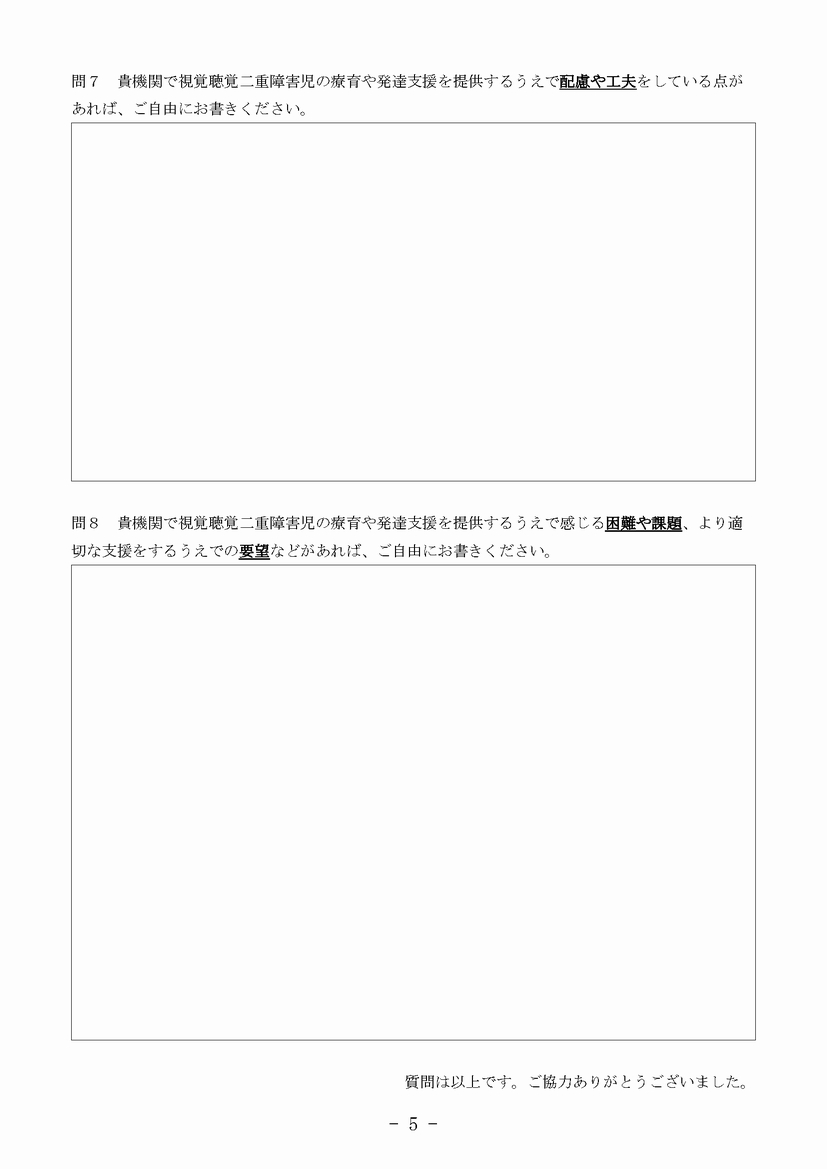 問７　貴機関で視覚聴覚二重障害児の療育や発達支援を提供するうえで配慮や工夫をしている点が
あれば、ご自由にお書きください。
問８　貴機関で視覚聴覚二重障害児の療育や発達支援を提供するうえで感じる困難や課題、より適
切な支援をするうえでの要望などがあれば、ご自由にお書きください。
質問は以上です。ご協力ありがとうございました。
- 5 -